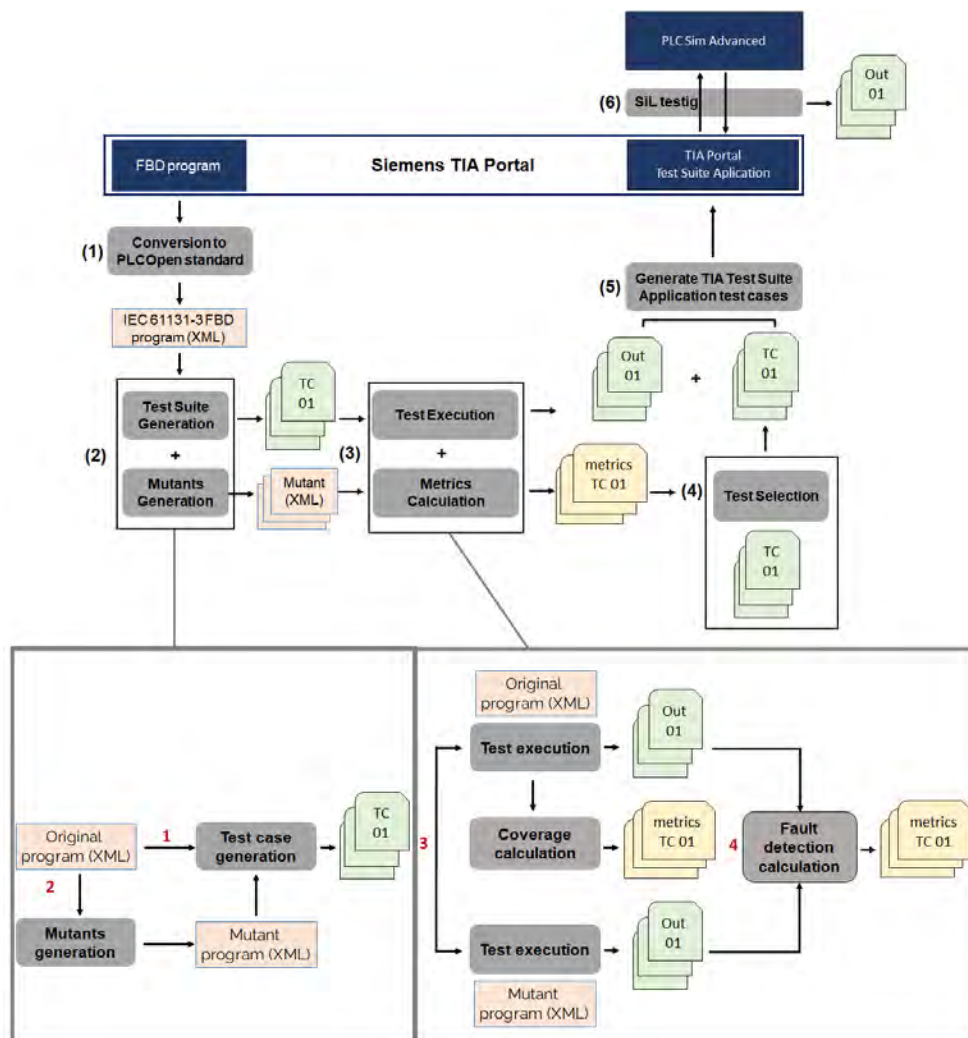 PLC Sim Advanced
(6)
SiL testig
Out
01
FBD program
Siemens TIA Portal
TIA Portal
Test Suite Aplication
(1)
Conversion to
PLCOpen standard
(5)
Generate TIA Test Suite
Application test cases
IEC 61131-3 FBD
program (XML)
Out
01
+
TC
01
(2)
Test Suite
Generation
+
Mutants
Generation
TC
01
Mutant
(XML)
(3)
Test Execution
+
Metrics
Calculation
metrics
TC 01
(4)
Test Selection
TC
01
Original
program (XML)
1
Test case
generation
TC
01
2
Mutants
generation
Mutant
program (XML)
Original
program (XML)
Test execution
Out
01
3
Coverage
calculation
metrics
TC 01
4
Fault
detection
calculation
metrics
TC 01
Test execution
Out
01
Mutant
program (XML)